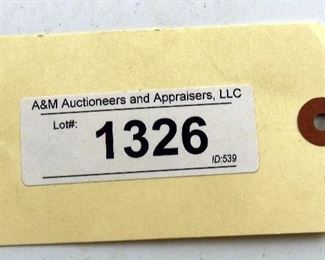 A&M Auctioneers and Appraisers, LLC
Lot#:
1326
ID:539